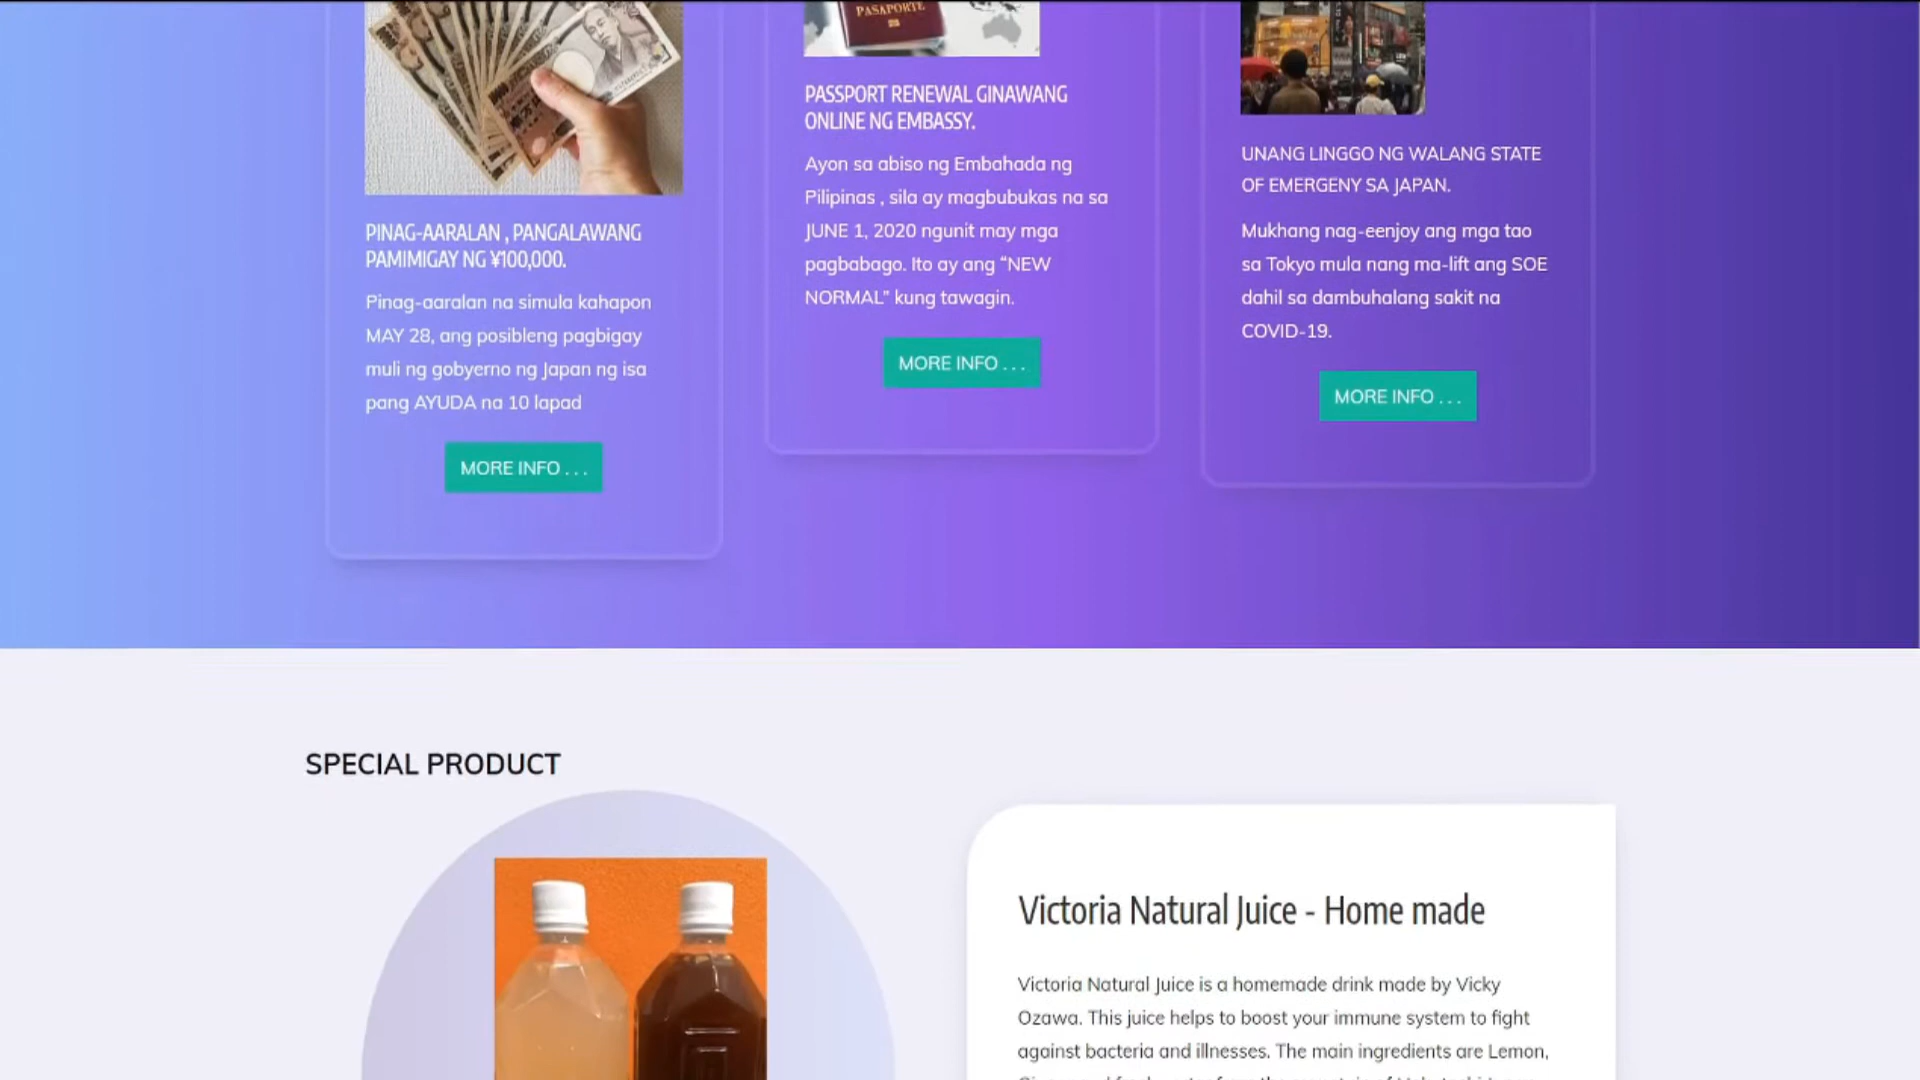 PINAG-AARALAN , PANGALAWANG
PAMIMIGAY NG ¥100,000.
Pinag-aaralan na simula kahapon
MAY 28, ang posibleng pagbigay
muli ng gobyerno ng Japan ng isa
pang AYUDA na 10 lapad
MORE INFO . . .
PASAPORTE
PASSPORT RENEWAL GINAWANG
ONLINE NG EMBASSY.
Ayon sa abiso ng Embahada ng
Pilipinas , sila ay magbubukas na sa
JUNE 1, 2020 ngunit may mga
pagbabago. Ito ay ang “NEW
NORMAL” kung tawagin.
MORE INFO . . .
UNANG LINGGO NG WALANG STATE
OF EMERGENY SA JAPAN.
Mukhang nag-eenjoy ang mga tao
sa Tokyo mula nang ma-lift ang SOE
dahil sa dambuhalang sakit na
COVID-19.
MORE INFO . . .
SPECIAL PRODUCT
Victoria Natural Juice - Home made
Victoria Natural Juice is a homemade drink made by Vicky
Ozawa. This juice helps to boost your immune system to fight
against bacteria and illnesses. The main ingredients are Lemon,